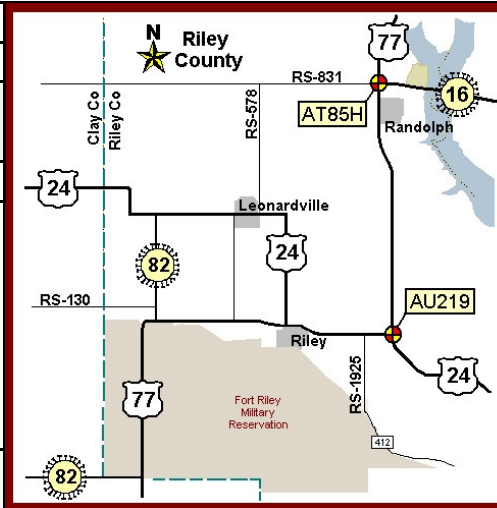 N
Riley
County
77
RS-831
16
AT85H
Randolph
Clay Co
Riley Co
RS-578
24
Leonardville
24
82
RS-130
AU219
Riley
RS-1925
24
77
Fort Riley
Military
Reservation
412
82